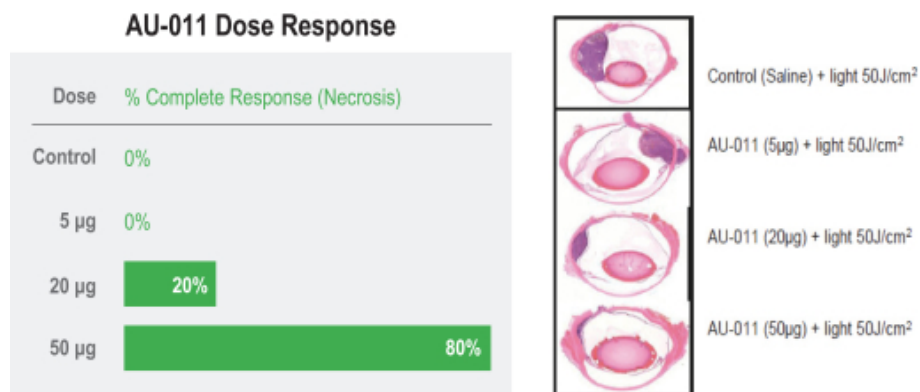 AU-011 Dose Response
Dose % Complete Response (Necrosis)
Control 0%
5 µg 0%
20 µg 20%
50 µg 80%
Control (Saline) + light 50J/cm²
AU-011 (5µg) + light 50J/cm²
AU-011 (20µg) + light 50J/cm²
AU-011 (50µg) + light 50J/cm²